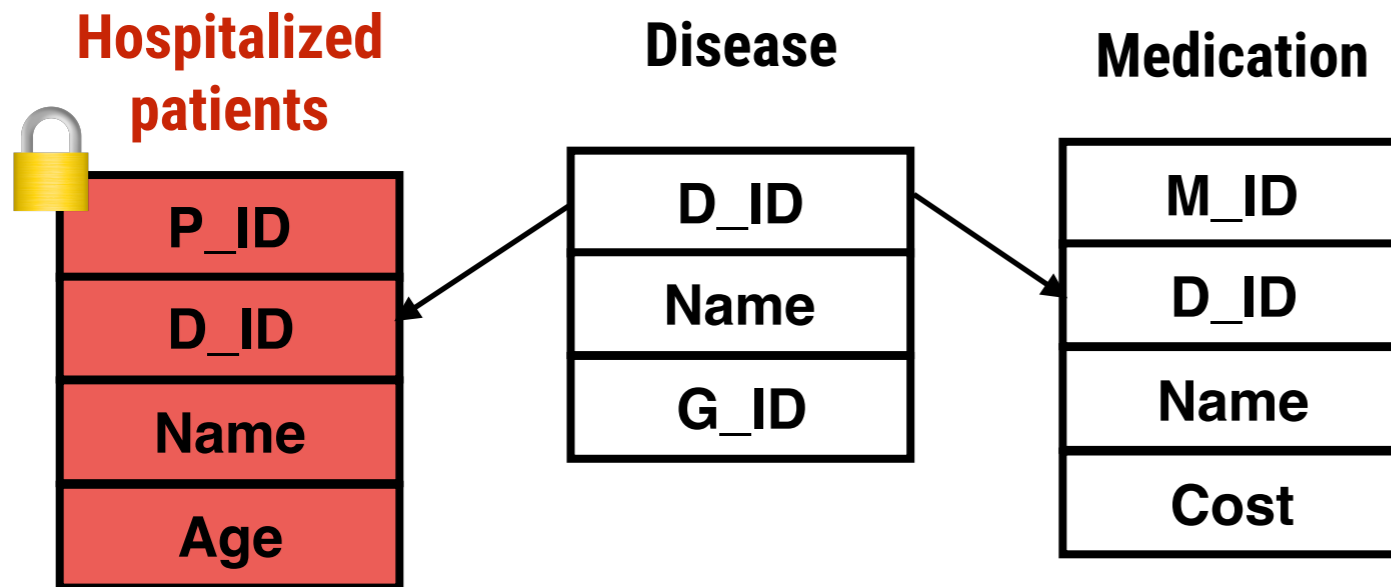 Hospitalized
patients
P_ID
D_ID
Name
Age
Disease
D_ID
Name
G_ID
Medication
M_ID
D_ID
Name
Cost